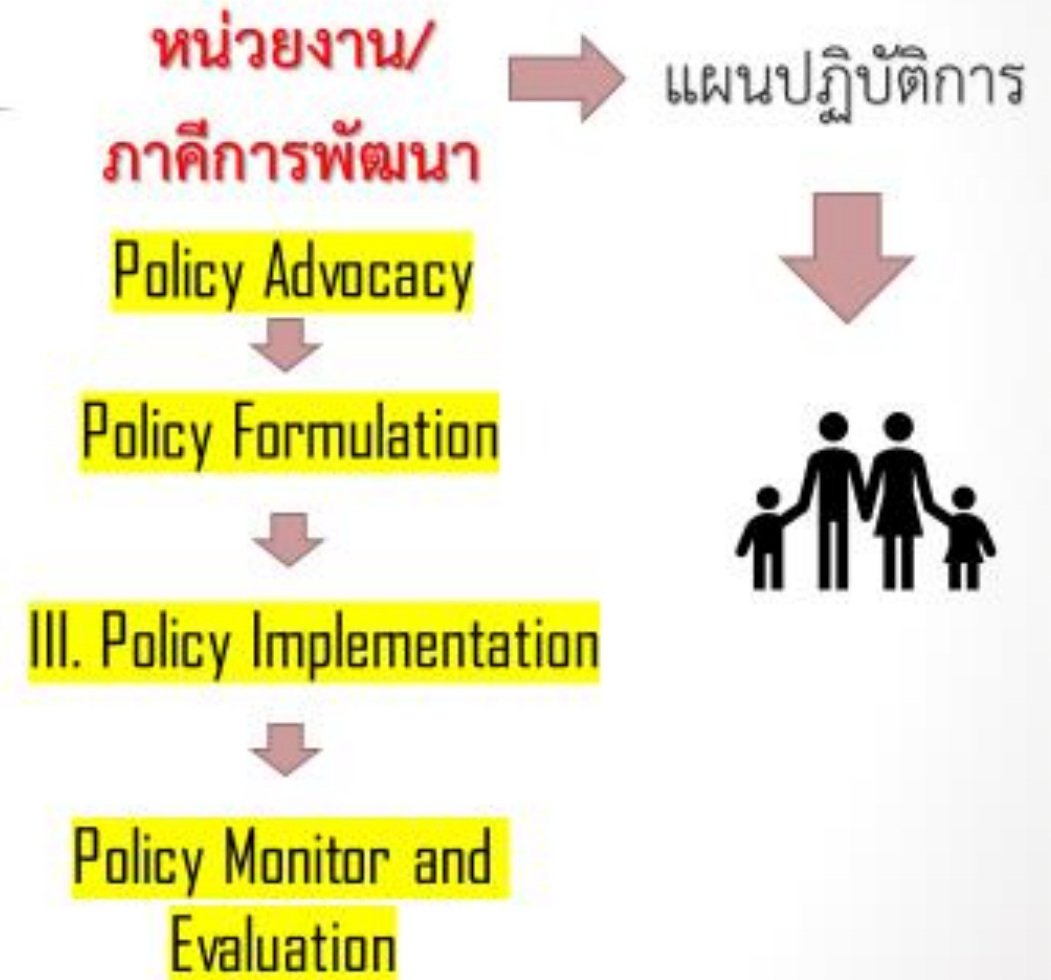 หน่วยงาน/
ภาคีการพัฒนา
แผนปฏิบัติการ
Policy Advocacy
Policy Formulation
III. Policy Implementation
Policy Monitor and
Evaluation